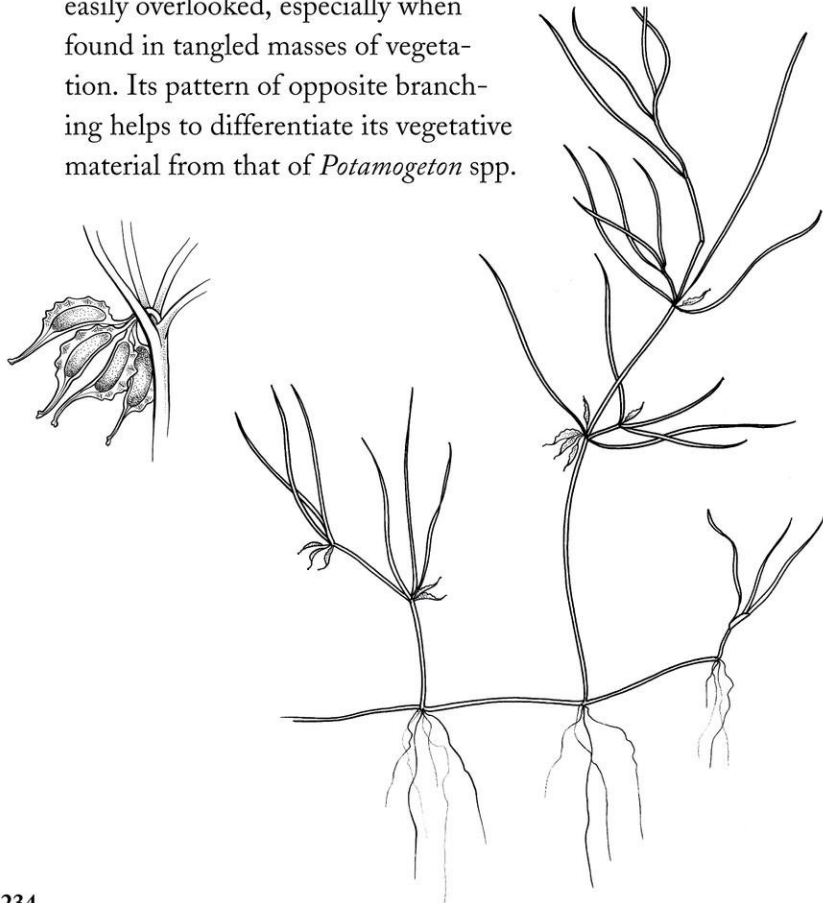 easily overlooked, especially when
found in tangled masses of vegeta-
tion. Its pattern of opposite branch-
ing helps to differentiate its vegetative
material from that of Potamogeton spp.
234